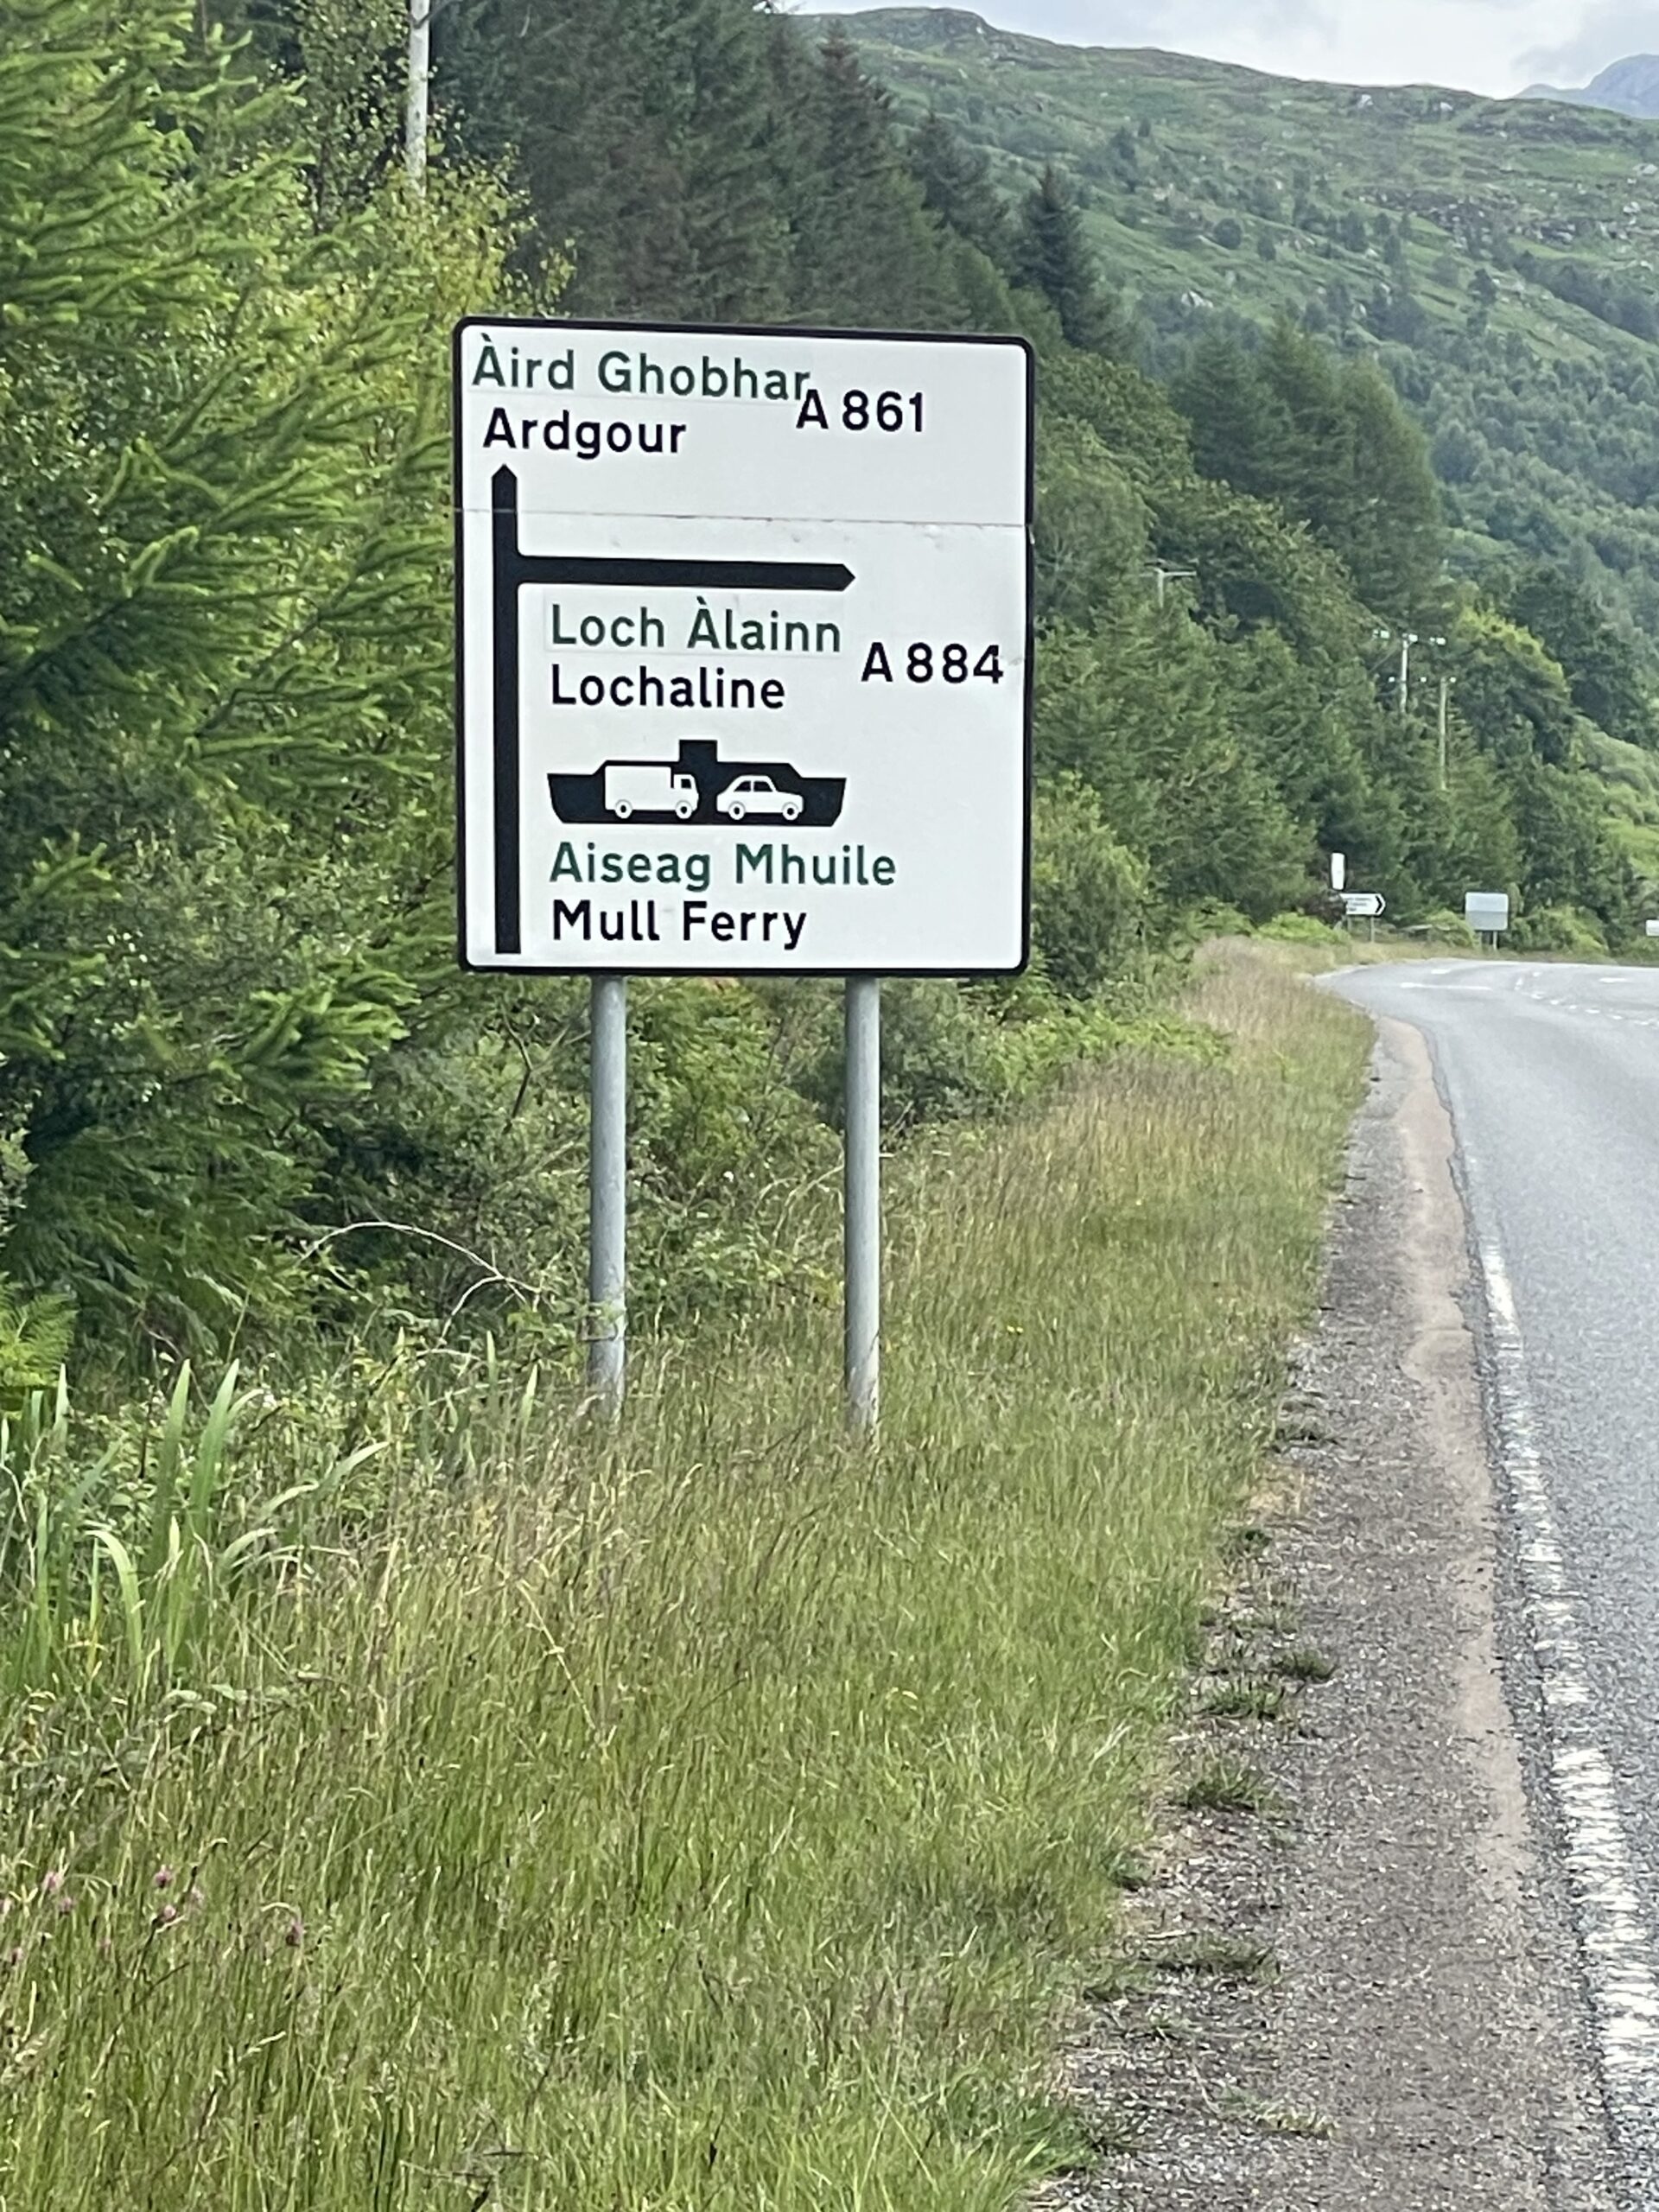 Àird Ghobhar
Ardgour
A 861
Loch Àlainn
Lochaline
A 884
Aiseag Mhuile
Mull Ferry